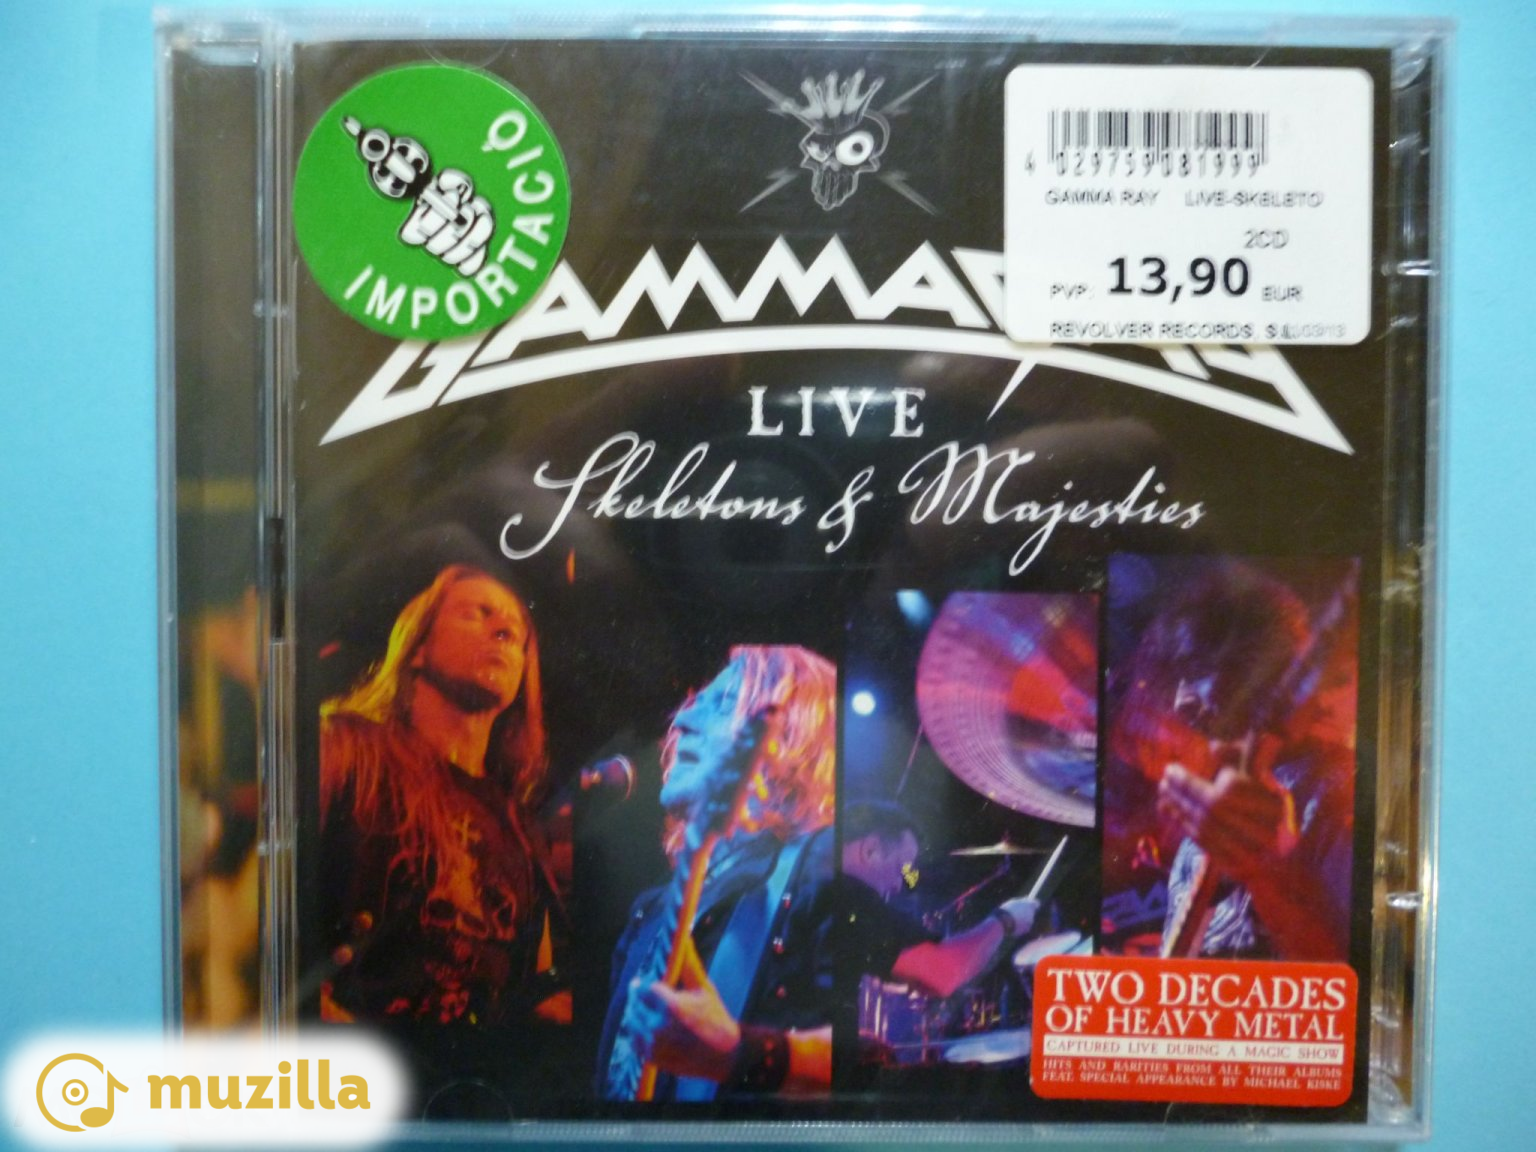 IMPORTACIÓ
4 029759 081999
GAMMA RAY LIVE-SKELETO
2CD
PVP: 13,90 EUR
REVOLVER RECORDS, S.L.
GAMMARAY
LIVE
Skeletons & Majesties
TWO DECADES
OF HEAVY METAL
CAPTURED LIVE DURING A MAGIC SHOW
HITS AND RARITIES FROM ALL THEIR ALBUMS
FEAT. SPECIAL APPEARANCE BY MICHAEL KISKE
muzilla